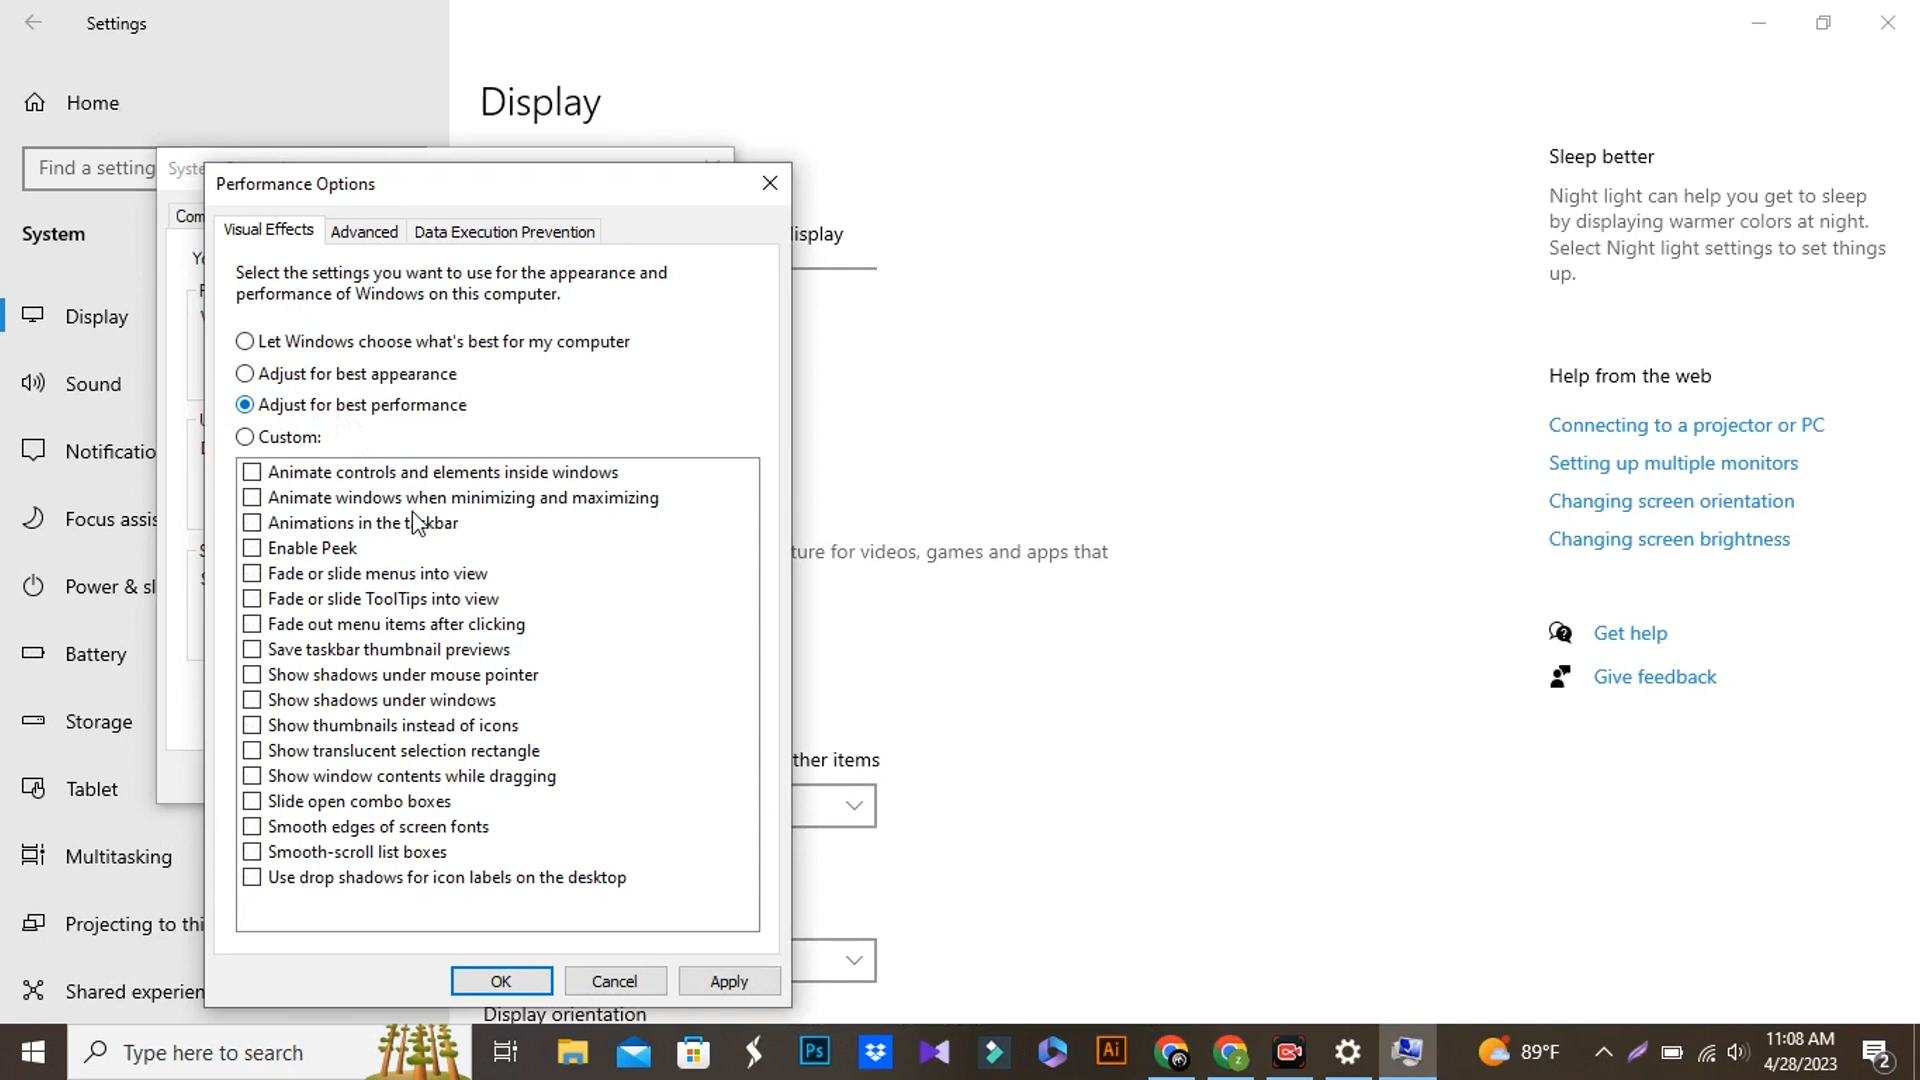 Settings
Home
Find a setting
System
Display
Sound
Notificatio
Focus assis
Power & sl
Battery
Storage
Tablet
Multitasking
Projecting to thi
Shared experien
Display
isplay
ture for videos, games and apps that
ther items
Display orientation
Sleep better
Night light can help you get to sleep
by displaying warmer colors at night.
Select Night light settings to set things
up.
Help from the web
Connecting to a projector or PC
Setting up multiple monitors
Changing screen orientation
Changing screen brightness
Get help
Give feedback
Syste
Com
Yo
Performance Options
Visual Effects
Advanced
Data Execution Prevention
Select the settings you want to use for the appearance and
performance of Windows on this computer.
Let Windows choose what's best for my computer
Adjust for best appearance
Adjust for best performance
Custom:
Animate controls and elements inside windows
Animate windows when minimizing and maximizing
Animations in the taskbar
Enable Peek
Fade or slide menus into view
Fade or slide ToolTips into view
Fade out menu items after clicking
Save taskbar thumbnail previews
Show shadows under mouse pointer
Show shadows under windows
Show thumbnails instead of icons
Show translucent selection rectangle
Show window contents while dragging
Slide open combo boxes
Smooth edges of screen fonts
Smooth-scroll list boxes
Use drop shadows for icon labels on the desktop
OK
Cancel
Apply
Type here to search
Ps
Ai
89°F
11:08 AM
4/28/2023
2